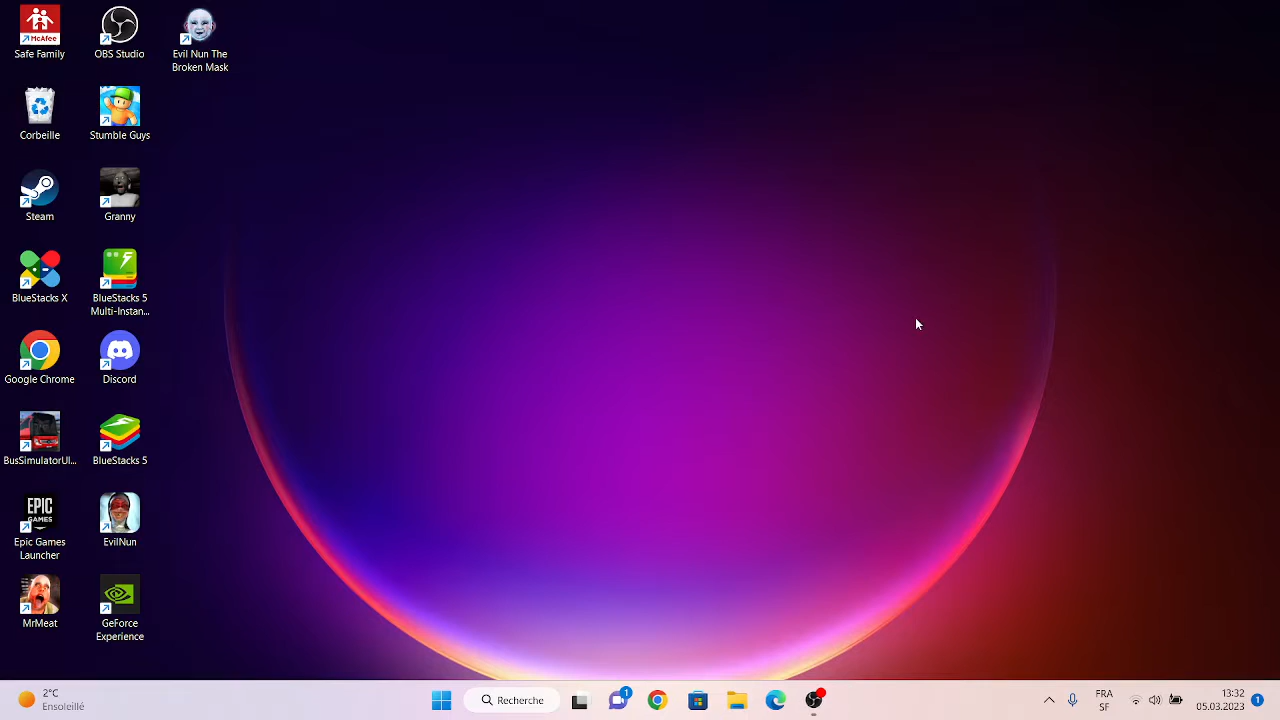 McAfee
Safe Family
OBS Studio
Evil Nun The
Broken Mask
Corbeille
Stumble Guys
Steam
Granny
BlueStacks X
BlueStacks 5
Multi-Instan...
Google Chrome
Discord
BusSimulatorUl...
BlueStacks 5
EPIC
GAMES
Epic Games
Launcher
EvilNun
MrMeat
GeForce
Experience
2°C
Ensoleillé
Recherche
1
FRA
SF
13:32
05.03.2023
1